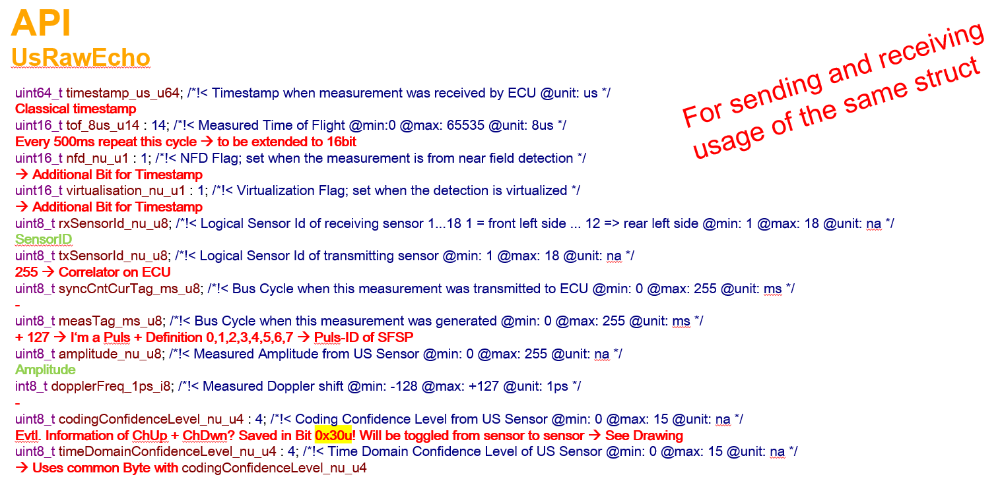 API
UsRawEcho
For sending and receiving
usage of the same struct
uint64_t timestamp_us_u64; /*!< Timestamp when measurement was received by ECU @unit: us */
Classical timestamp
uint16_t tof_8us_u14 : 14; /*!< Measured Time of Flight @min:0 @max: 65535 @unit: 8us */
Every 500ms repeat this cycle → to be extended to 16bit
uint16_t nfd_nu_u1 : 1; /*!< NFD Flag; set when the measurement is from near field detection */
→ Additional Bit for Timestamp
uint16_t virtualisation_nu_u1 : 1; /*!< Virtualization Flag; set when the detection is virtualized */
→ Additional Bit for Timestamp
uint8_t rxSensorId_nu_u8; /*!< Logical Sensor Id of receiving sensor 1...18 1 = front left side ... 12 => rear left side @min: 1 @max: 18 @unit: na */
SensorID
uint8_t txSensorId_nu_u8; /*!< Logical Sensor Id of transmitting sensor @min: 1 @max: 18 @unit: na */
255 → Correlator on ECU
uint8_t syncCntCurTag_ms_u8; /*!< Bus Cycle when this measurement was transmitted to ECU @min: 0 @max: 255 @unit: ms */
-
uint8_t measTag_ms_u8; /*!< Bus Cycle when this measurement was generated @min: 0 @max: 255 @unit: ms */
+ 127 → I‘m a Puls + Definition 0,1,2,3,4,5,6,7 → Puls-ID of SFSP
uint8_t amplitude_nu_u8; /*!< Measured Amplitude from US Sensor @min: 0 @max: 255 @unit: na */
Amplitude
int8_t dopplerFreq_1ps_i8; /*!< Measured Doppler shift @min: -128 @max: +127 @unit: 1ps */
-
uint8_t codingConfidenceLevel_nu_u4 : 4; /*!< Coding Confidence Level from US Sensor @min: 0 @max: 15 @unit: na */
Evtl. Information of ChUp + ChDwn? Saved in Bit 0x30u! Will be toggled from sensor to sensor → See Drawing
uint8_t timeDomainConfidenceLevel_nu_u4 : 4; /*!< Time Domain Confidence Level of US Sensor @min: 0 @max: 15 @unit: na */
→ Uses common Byte with codingConfidenceLevel_nu_u4